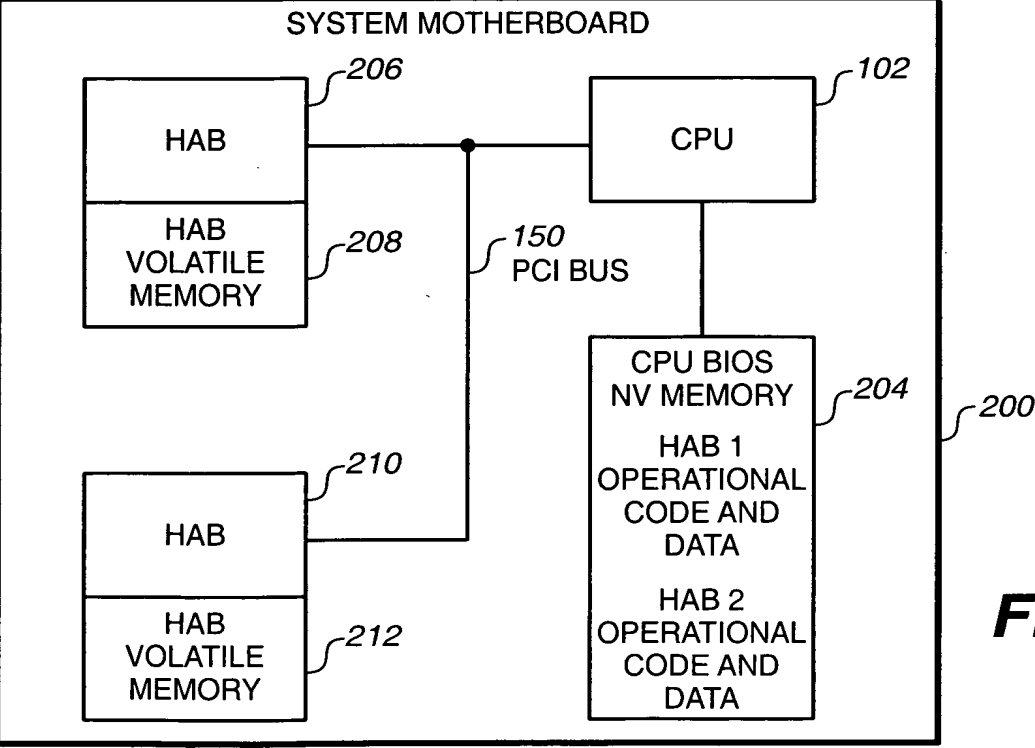 SYSTEM MOTHERBOARD
206
HAB
HAB
VOLATILE
MEMORY
208
102
CPU
150
PCI BUS
CPU BIOS
NV MEMORY
204
HAB 1
OPERATIONAL
CODE AND
DATA
HAB 2
OPERATIONAL
CODE AND
DATA
200
210
HAB
HAB
VOLATILE
MEMORY
212